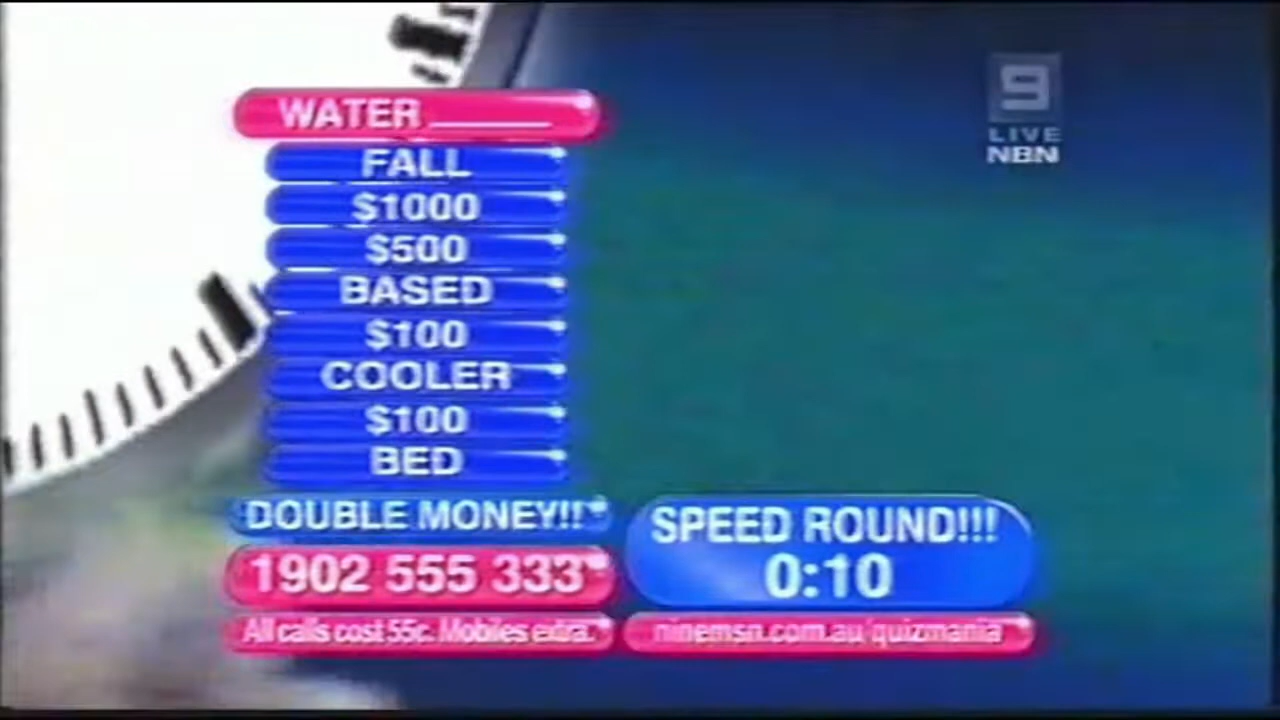 9
LIVE
NBN
WATER ______
FALL
$1000
$500
BASED
$100
COOLER
$100
BED
DOUBLE MONEY!!
1902 555 333
All calls cost 55c. Mobiles extra.
SPEED ROUND!!!
0:10
ninemsn.com.au/quizmania